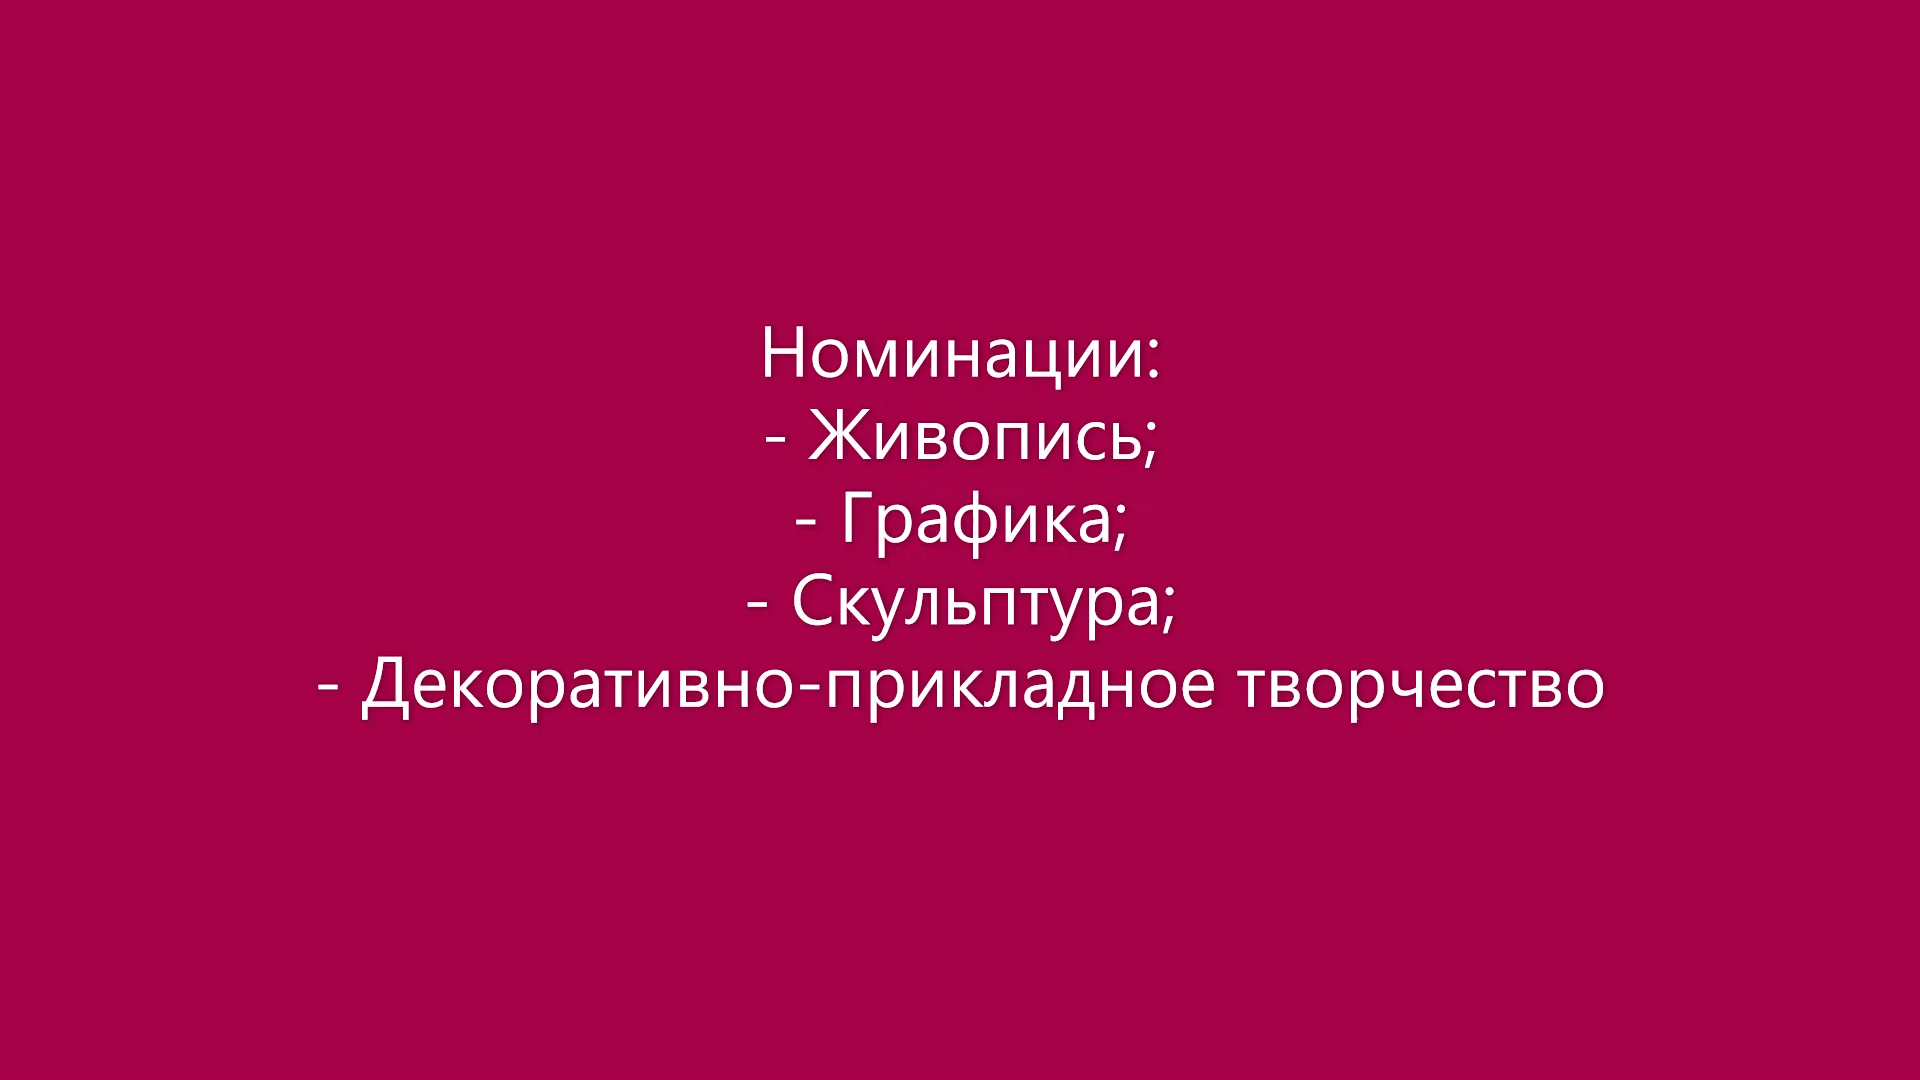 Номинации:
- Живопись;
- Графика;
- Скульптура;
- Декоративно-прикладное творчество